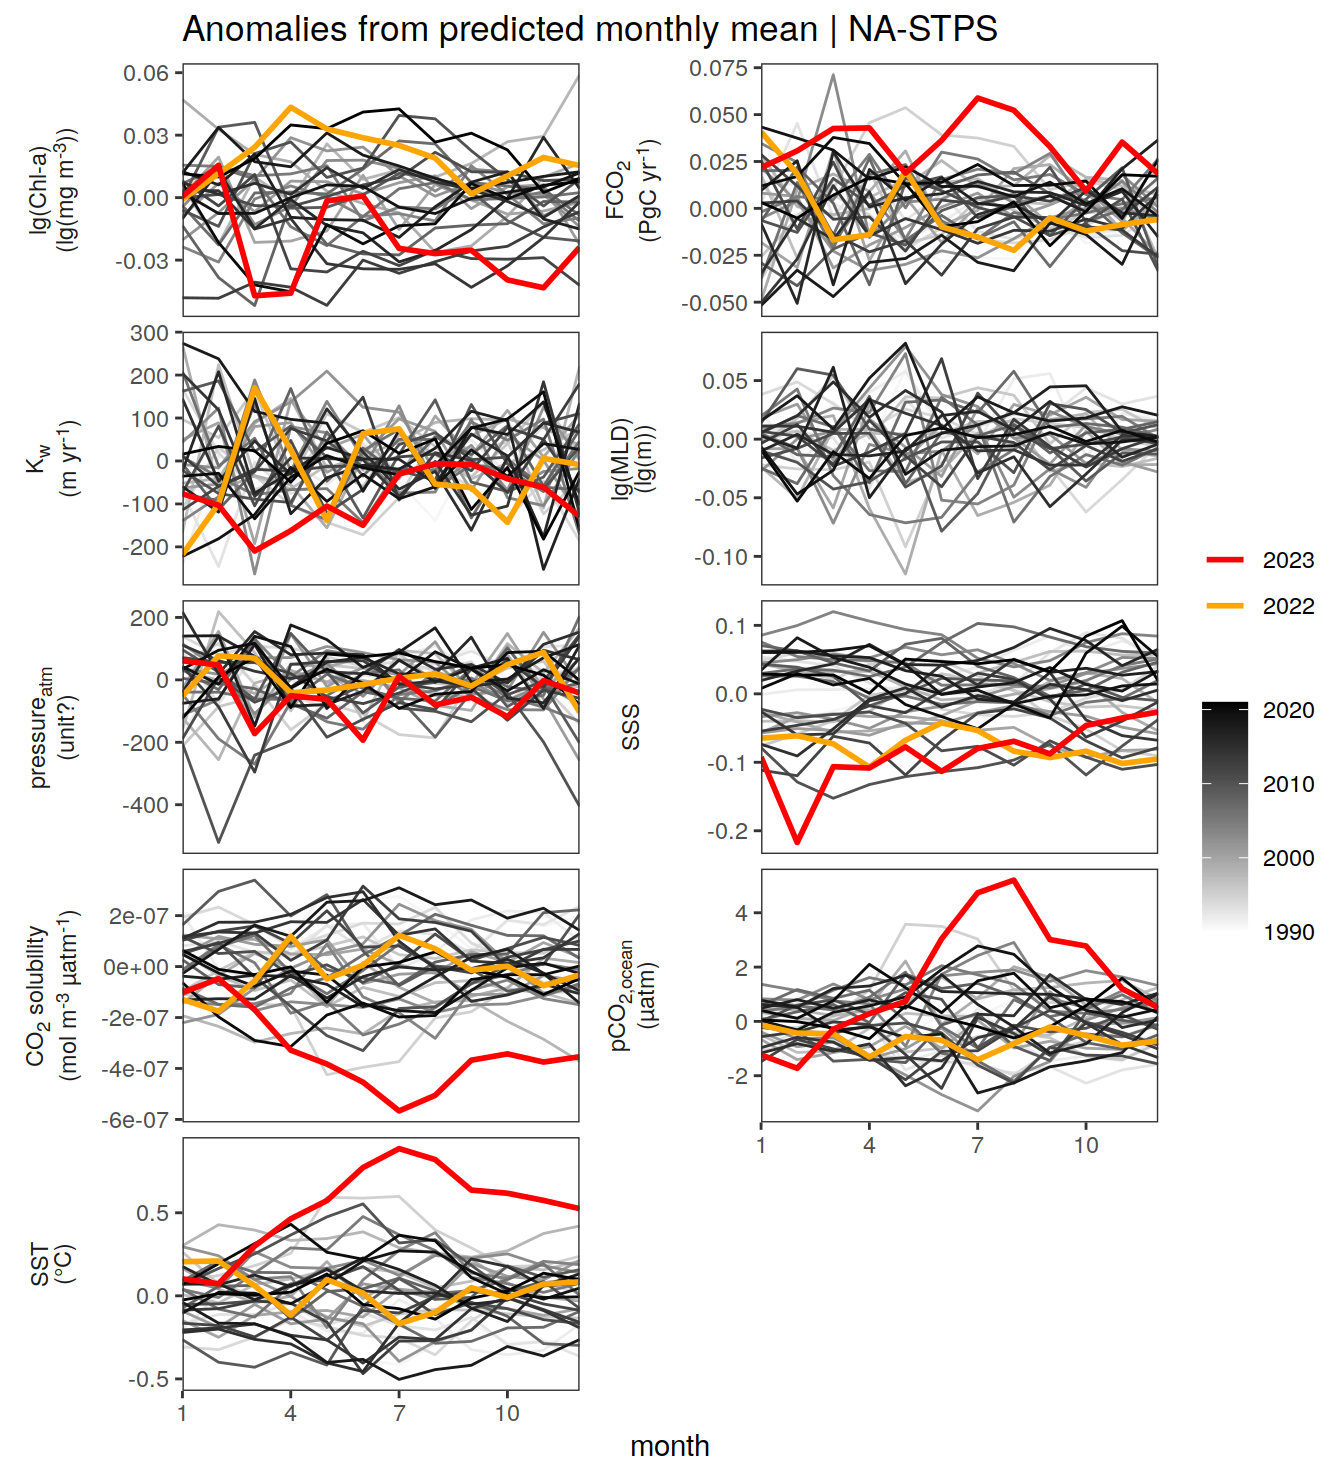 Anomalies from predicted monthly mean | NA-STPS
lg(Chl-a)
(lg(mg m-3))
0.06
0.03
0.00
-0.03
FCO2
(PgC yr-1)
0.075
0.050
0.025
0.000
-0.025
-0.050
Kw
(m yr-1)
300
200
100
0
-100
-200
lg(MLD)
(lg(m))
0.05
0.00
-0.05
-0.10
pressureatm
(unit?)
200
0
-200
-400
SSS
0.1
0.0
-0.1
-0.2
CO2 solubility
(mol m-3 µatm-1)
2e-07
0e+00
-2e-07
-4e-07
-6e-07
pCO2,ocean
(µatm)
4
2
0
-2
1 4 7 10
SST
(°C)
0.5
0.0
-0.5
1 4 7 10
month
2023
2022
2020
2010
2000
1990